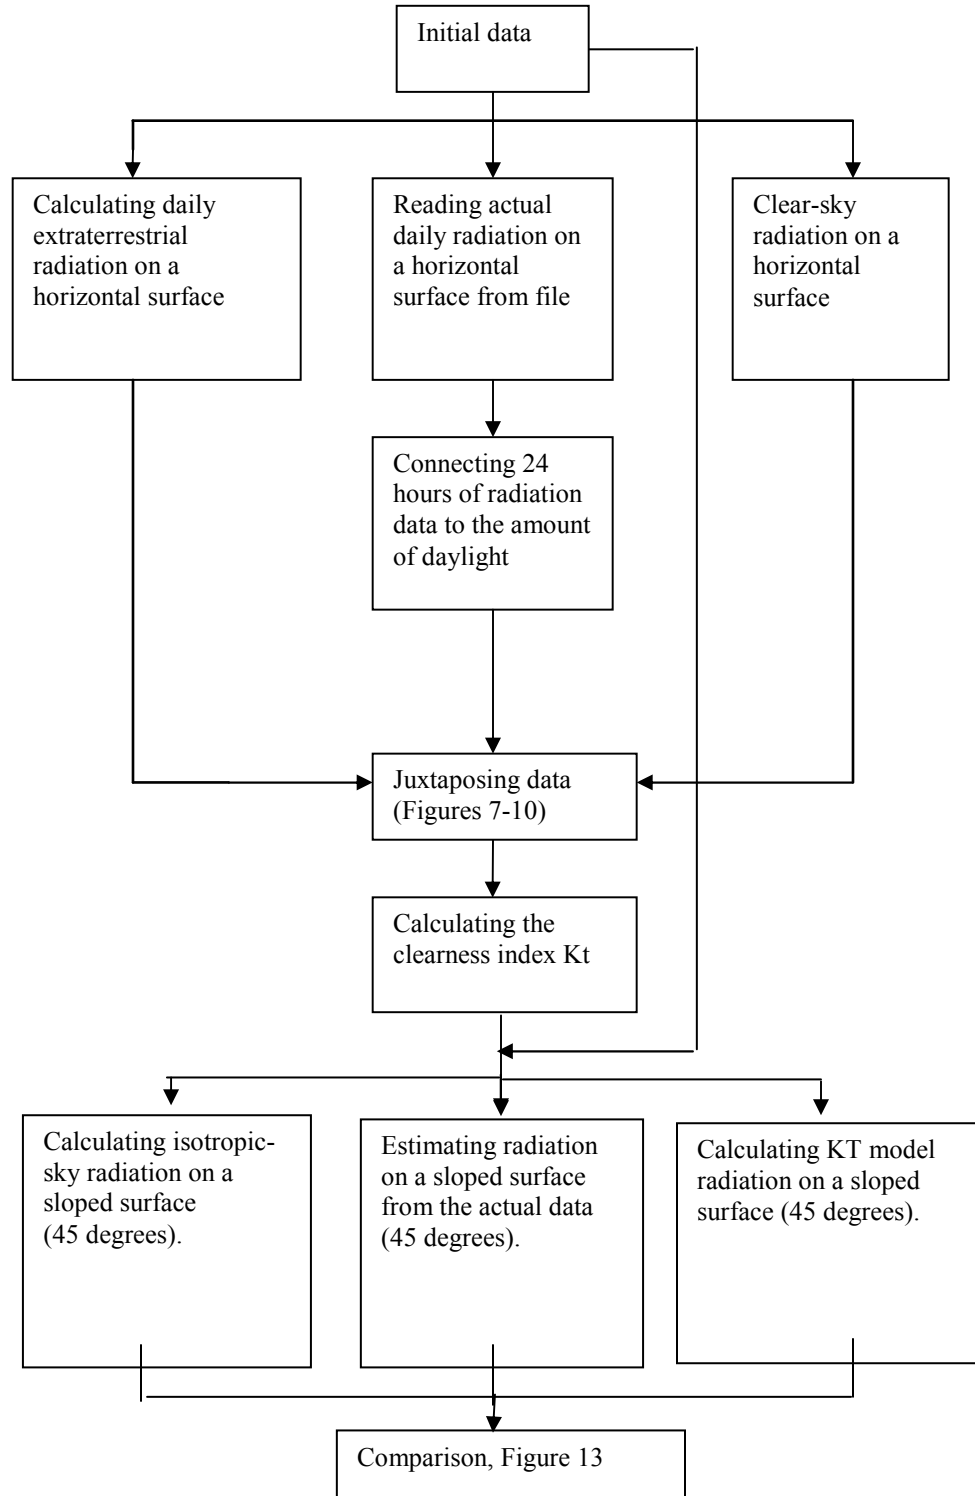 Initial data
Calculating daily
extraterrestrial
radiation on a
horizontal surface
Reading actual
daily radiation on
a horizontal
surface from file
Clear-sky
radiation on a
horizontal
surface
Connecting 24
hours of radiation
data to the amount
of daylight
Juxtaposing data
(Figures 7-10)
Calculating the
clearness index Kt
Calculating isotropic-
sky radiation on a
sloped surface
(45 degrees).
Estimating radiation
on a sloped surface
from the actual data
(45 degrees).
Calculating KT model
radiation on a sloped
surface (45 degrees).
Comparison, Figure 13